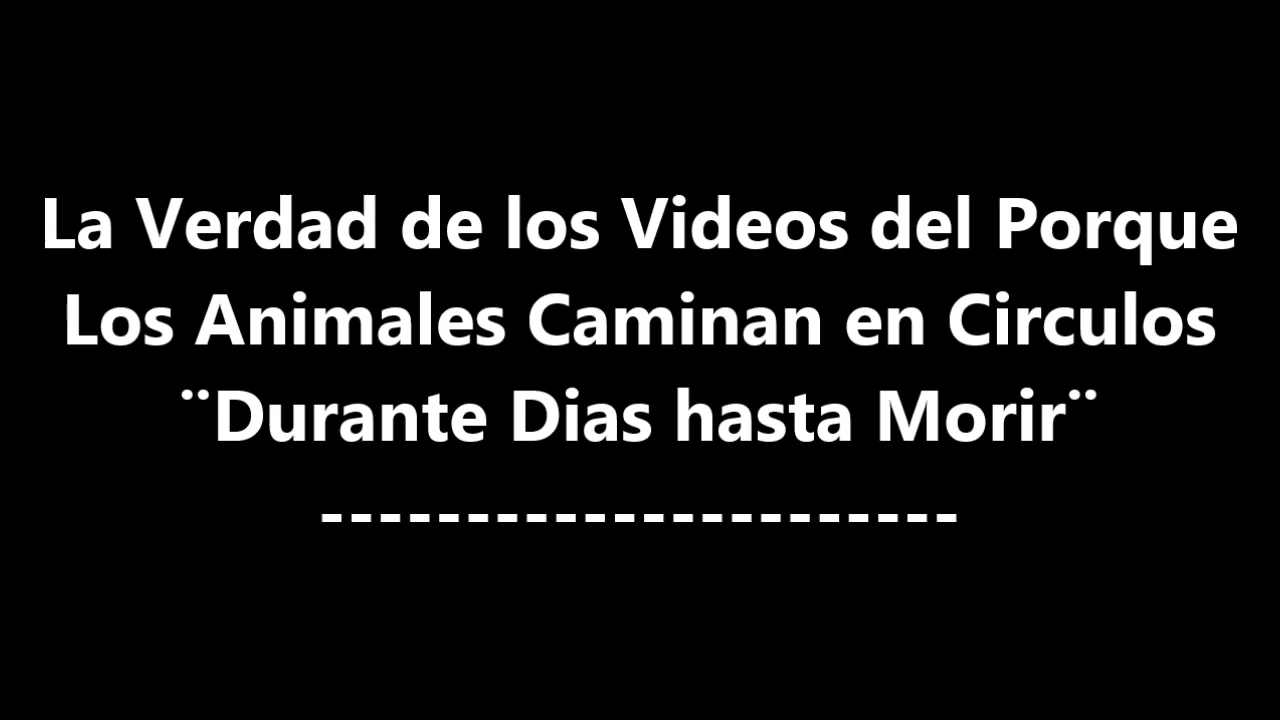 La Verdad de los Videos del Porque
Los Animales Caminan en Circulos
¨Durante Dias hasta Morir¨
----------------------